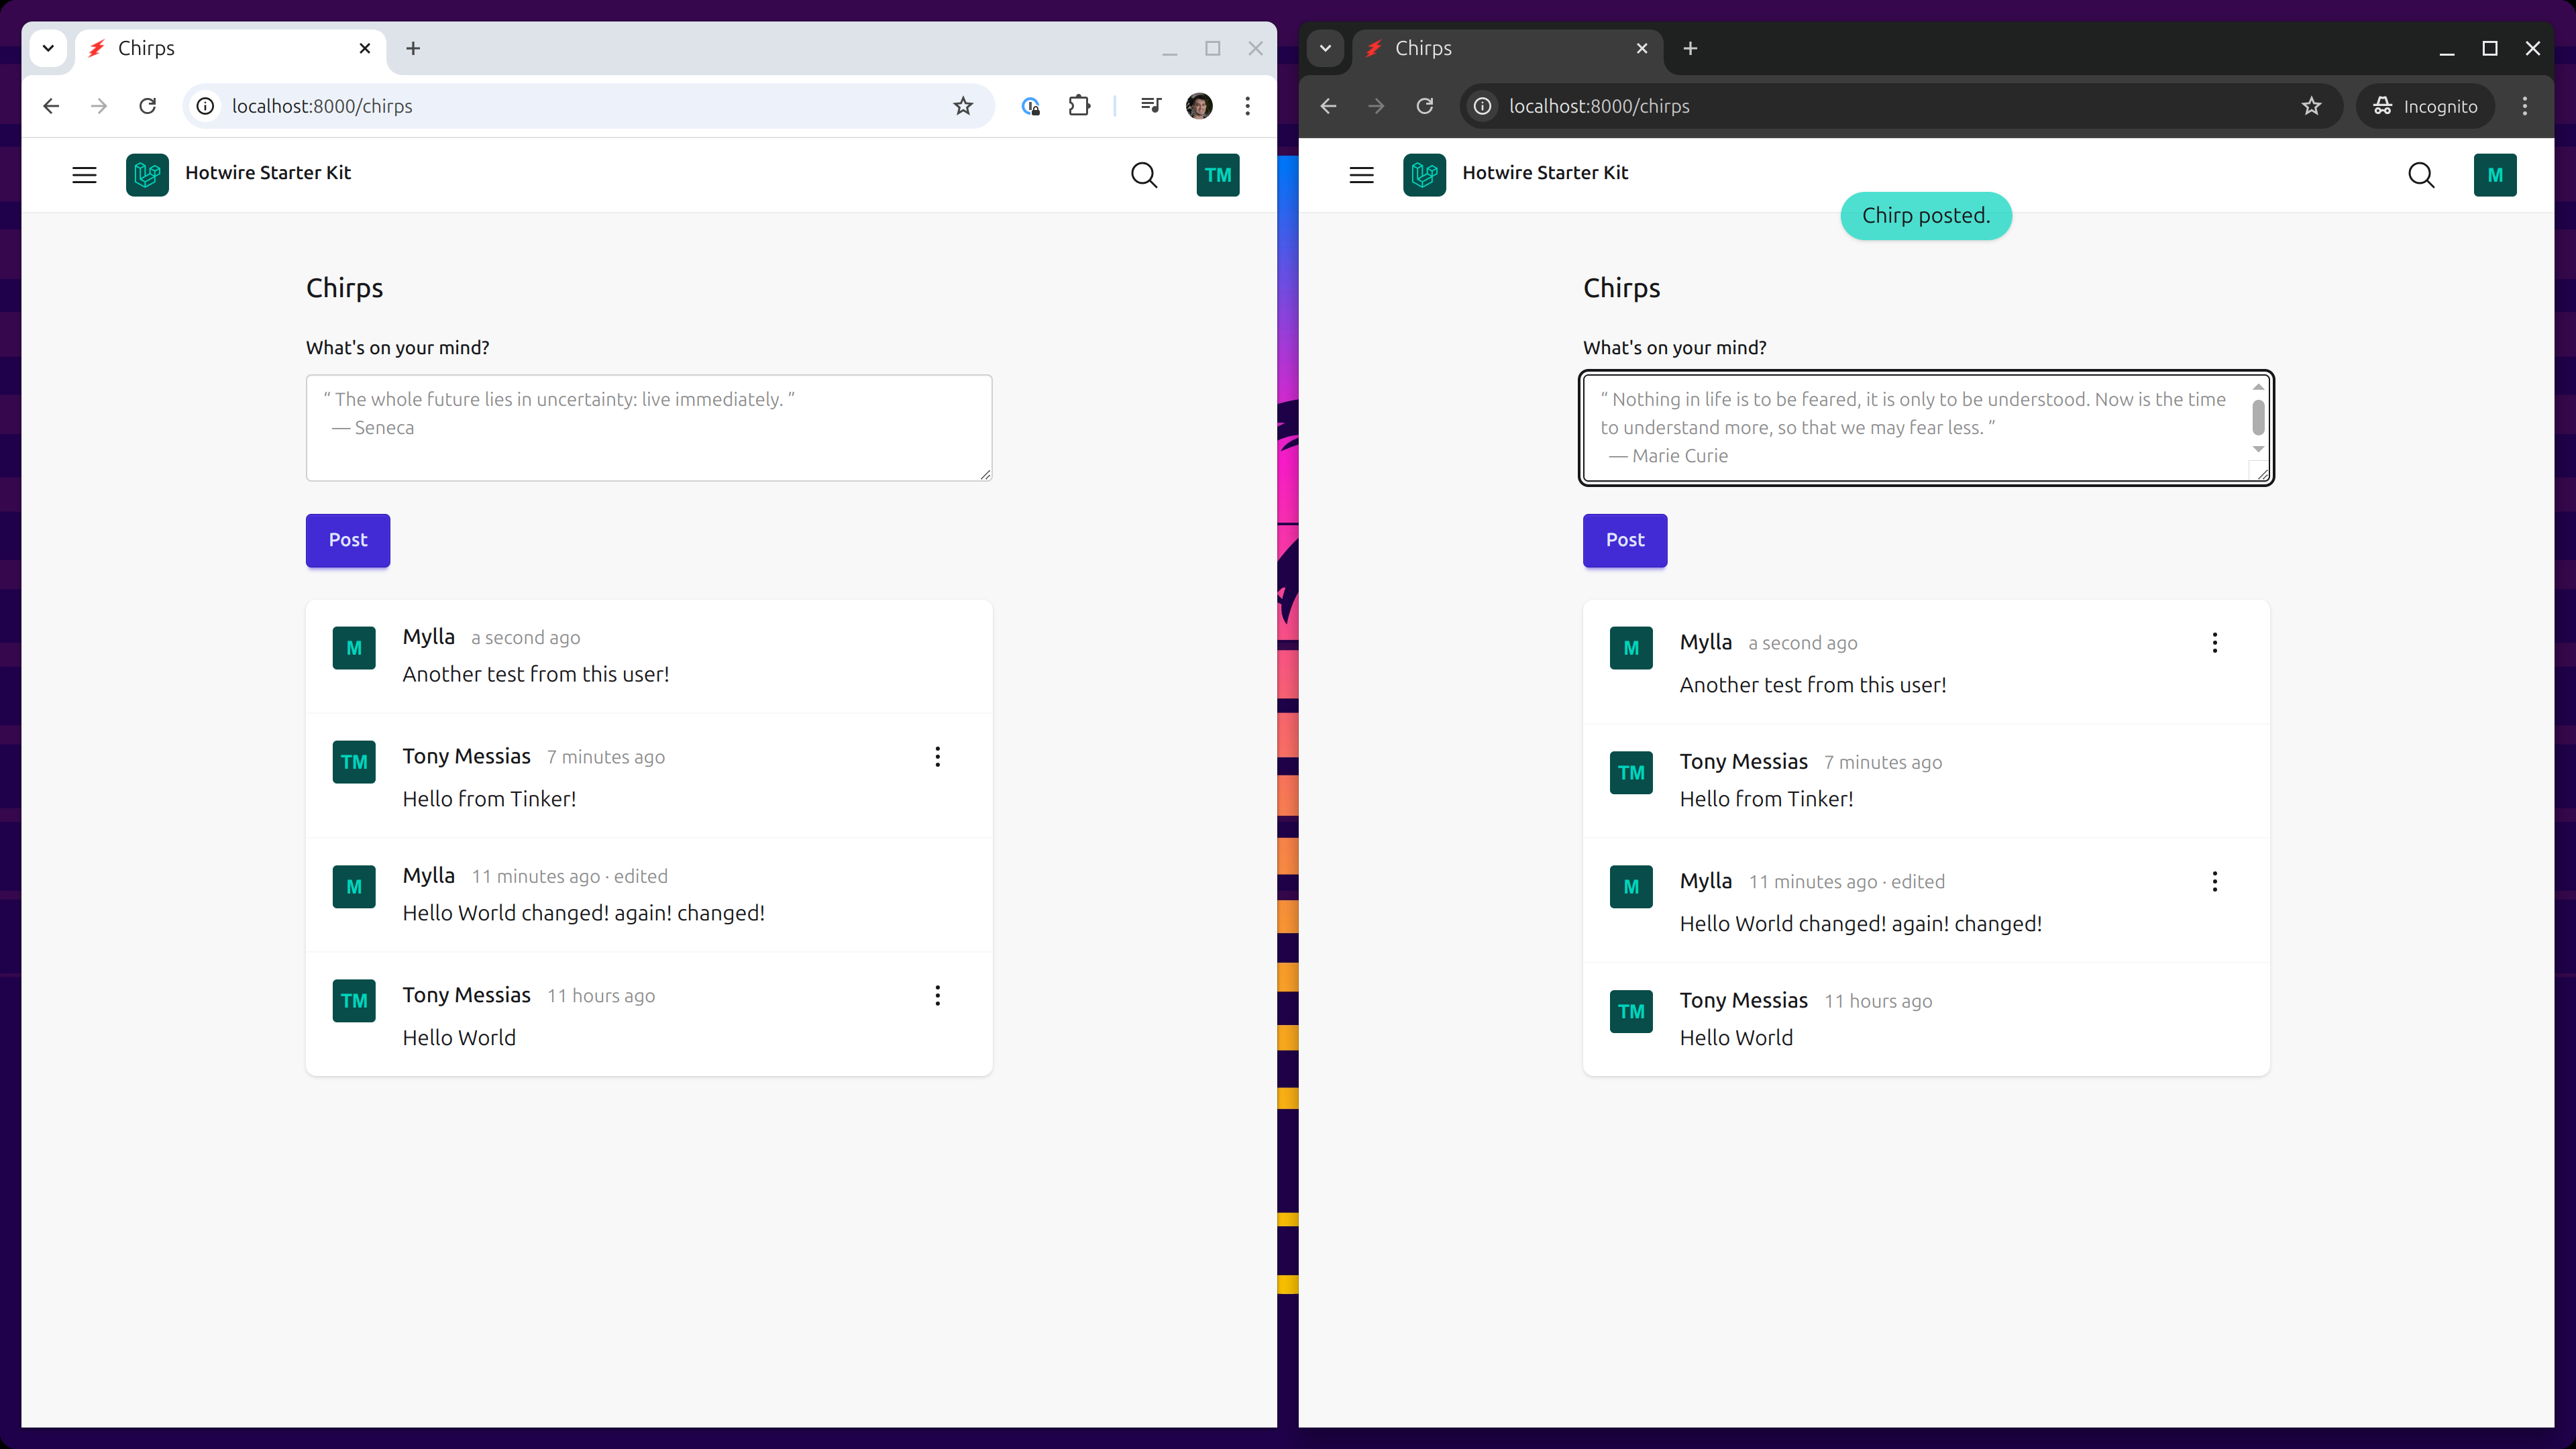 Chirps
localhost:8000/chirps
Hotwire Starter Kit
TM
Chirps
What's on your mind?
“ The whole future lies in uncertainty: live immediately. ”
— Seneca
Post
M
Mylla a second ago
Another test from this user!
TM
Tony Messias 7 minutes ago
Hello from Tinker!
M
Mylla 11 minutes ago · edited
Hello World changed! again! changed!
TM
Tony Messias 11 hours ago
Hello World
Chirps
localhost:8000/chirps
Incognito
Hotwire Starter Kit
M
Chirp posted.
Chirps
What's on your mind?
“ Nothing in life is to be feared, it is only to be understood. Now is the time
to understand more, so that we may fear less. ”
— Marie Curie
Post
M
Mylla a second ago
Another test from this user!
TM
Tony Messias 7 minutes ago
Hello from Tinker!
M
Mylla 11 minutes ago · edited
Hello World changed! again! changed!
TM
Tony Messias 11 hours ago
Hello World